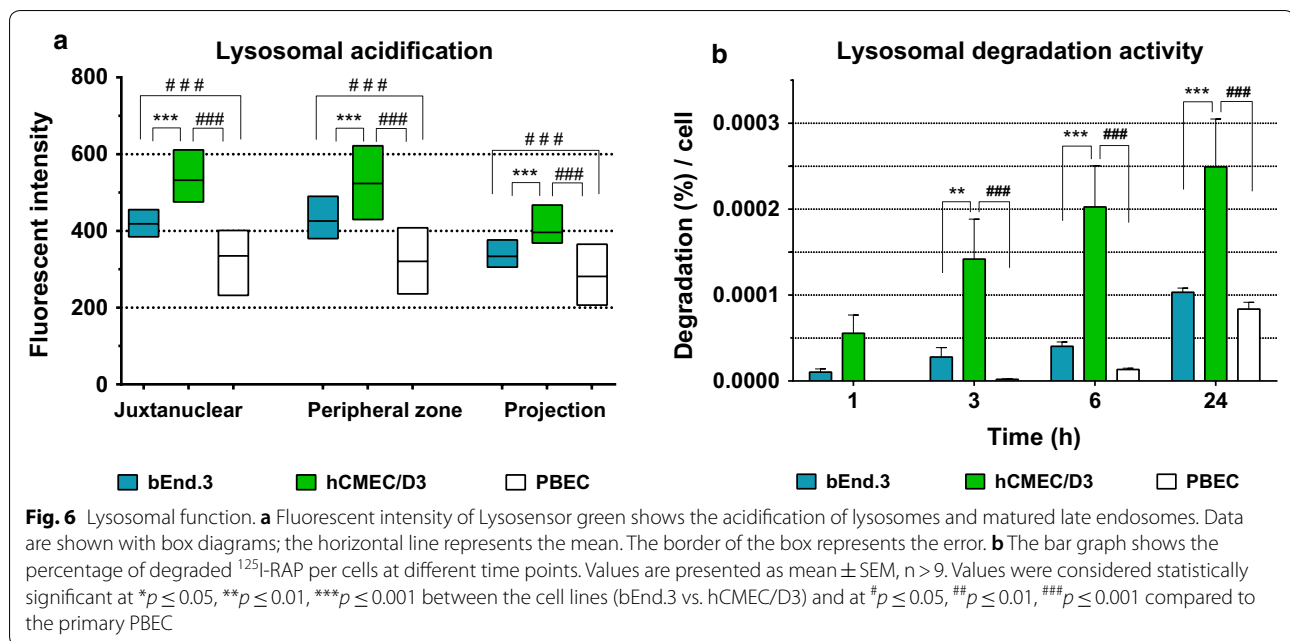 a
Lysosomal acidification
Fluorescent intensity
800
600
400
200
0
# # #
*** ###
# # #
*** ###
# # #
*** ###
Juxtanuclear Peripheral zone Projection
bEnd.3 hCMEC/D3 PBEC
b
Lysosomal degradation activity
Degradation (%) / cell
0.0003
0.0002
0.0001
0.0000
** ###
*** ###
*** ###
1 3 6 24
Time (h)
bEnd.3 hCMEC/D3 PBEC
Fig. 6 Lysosomal function. a Fluorescent intensity of Lysosensor green shows the acidification of lysosomes and matured late endosomes. Data
are shown with box diagrams; the horizontal line represents the mean. The border of the box represents the error. b The bar graph shows the
percentage of degraded ¹²⁵I-RAP per cells at different time points. Values are presented as mean ± SEM, n > 9. Values were considered statistically
significant at *p ≤ 0.05, **p ≤ 0.01, ***p ≤ 0.001 between the cell lines (bEnd.3 vs. hCMEC/D3) and at #p ≤ 0.05, ##p ≤ 0.01, ###p ≤ 0.001 compared to
the primary PBEC